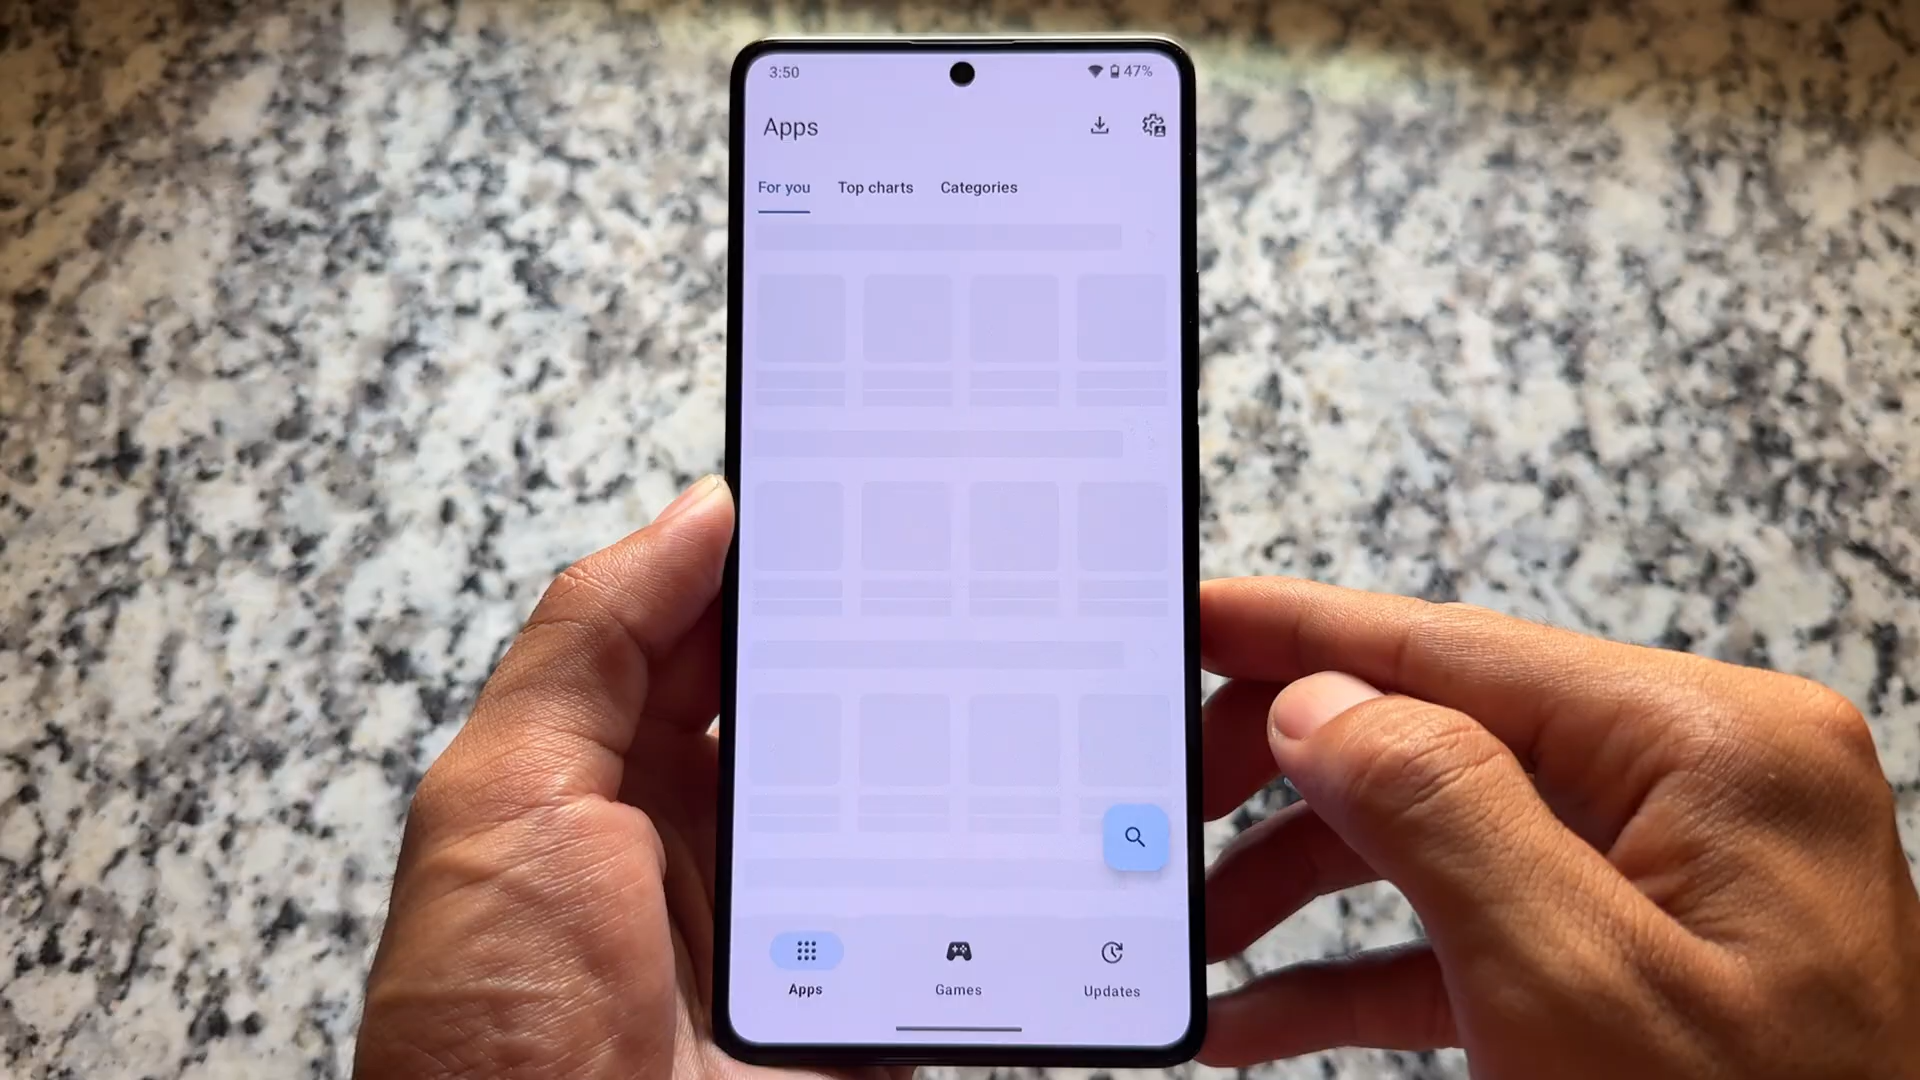 3:50
47%
Apps
For you
Top charts
Categories
Apps
Games
Updates